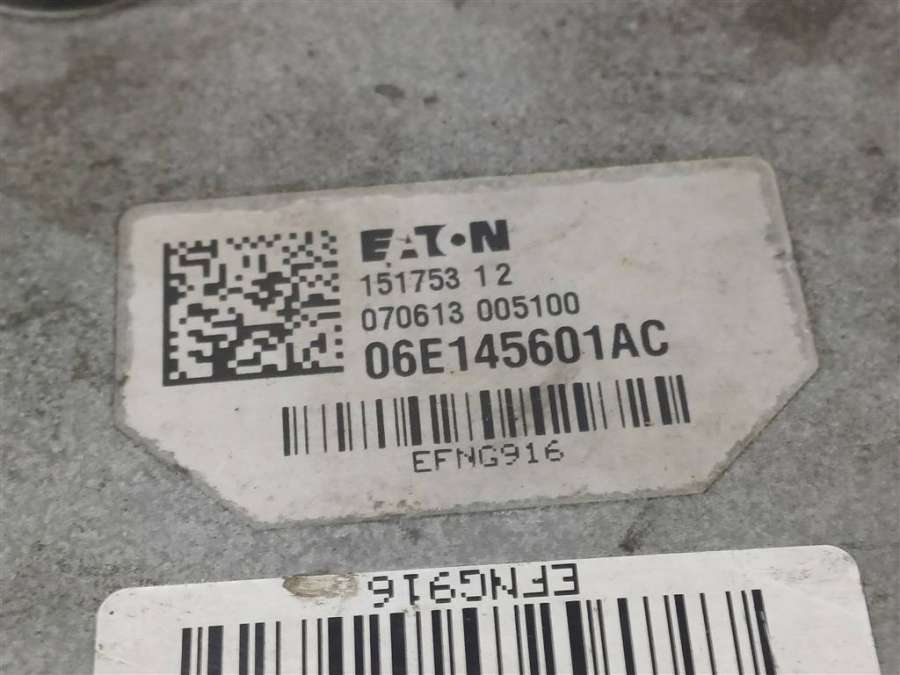 EATON
151753 12
070613 005100
06E145601AC
EFNG916
EFNG916